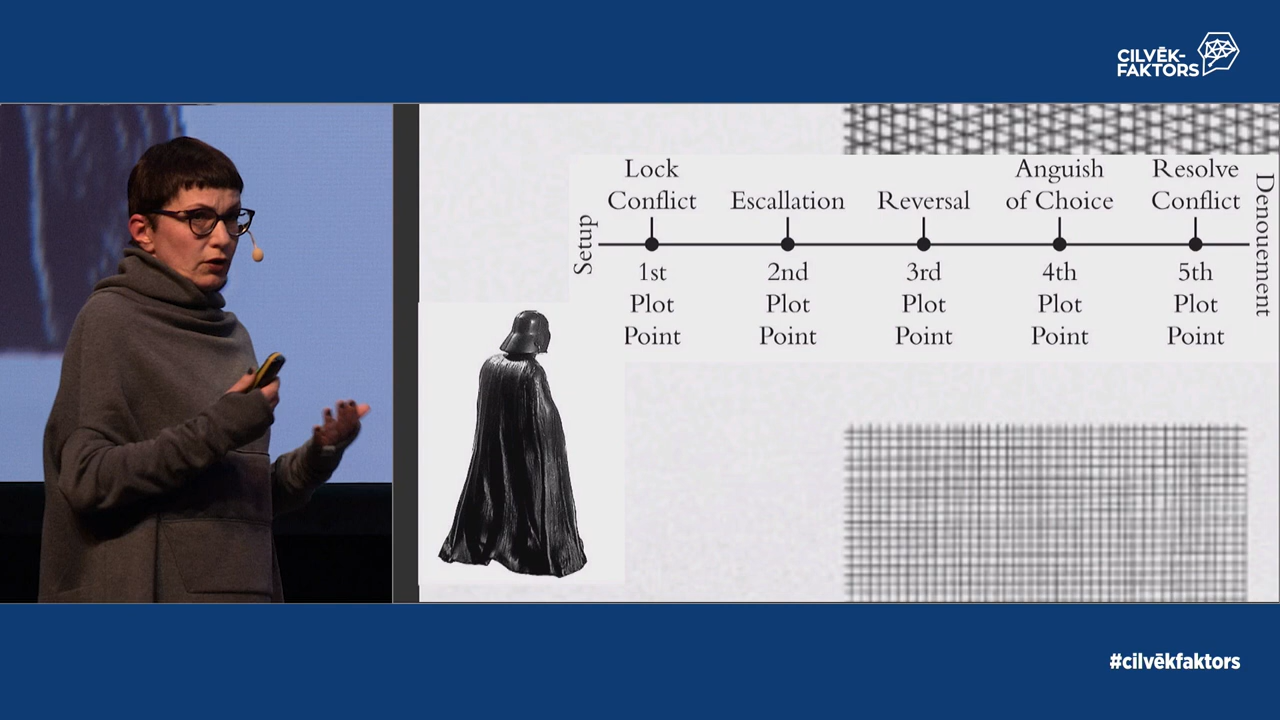 CILVĒK-
FAKTORS
Lock
Conflict
Escallation
Reversal
Anguish
of Choice
Resolve
Conflict
Setup
Denouement
1st
Plot
Point
2nd
Plot
Point
3rd
Plot
Point
4th
Plot
Point
5th
Plot
Point
#cilvēkfaktors